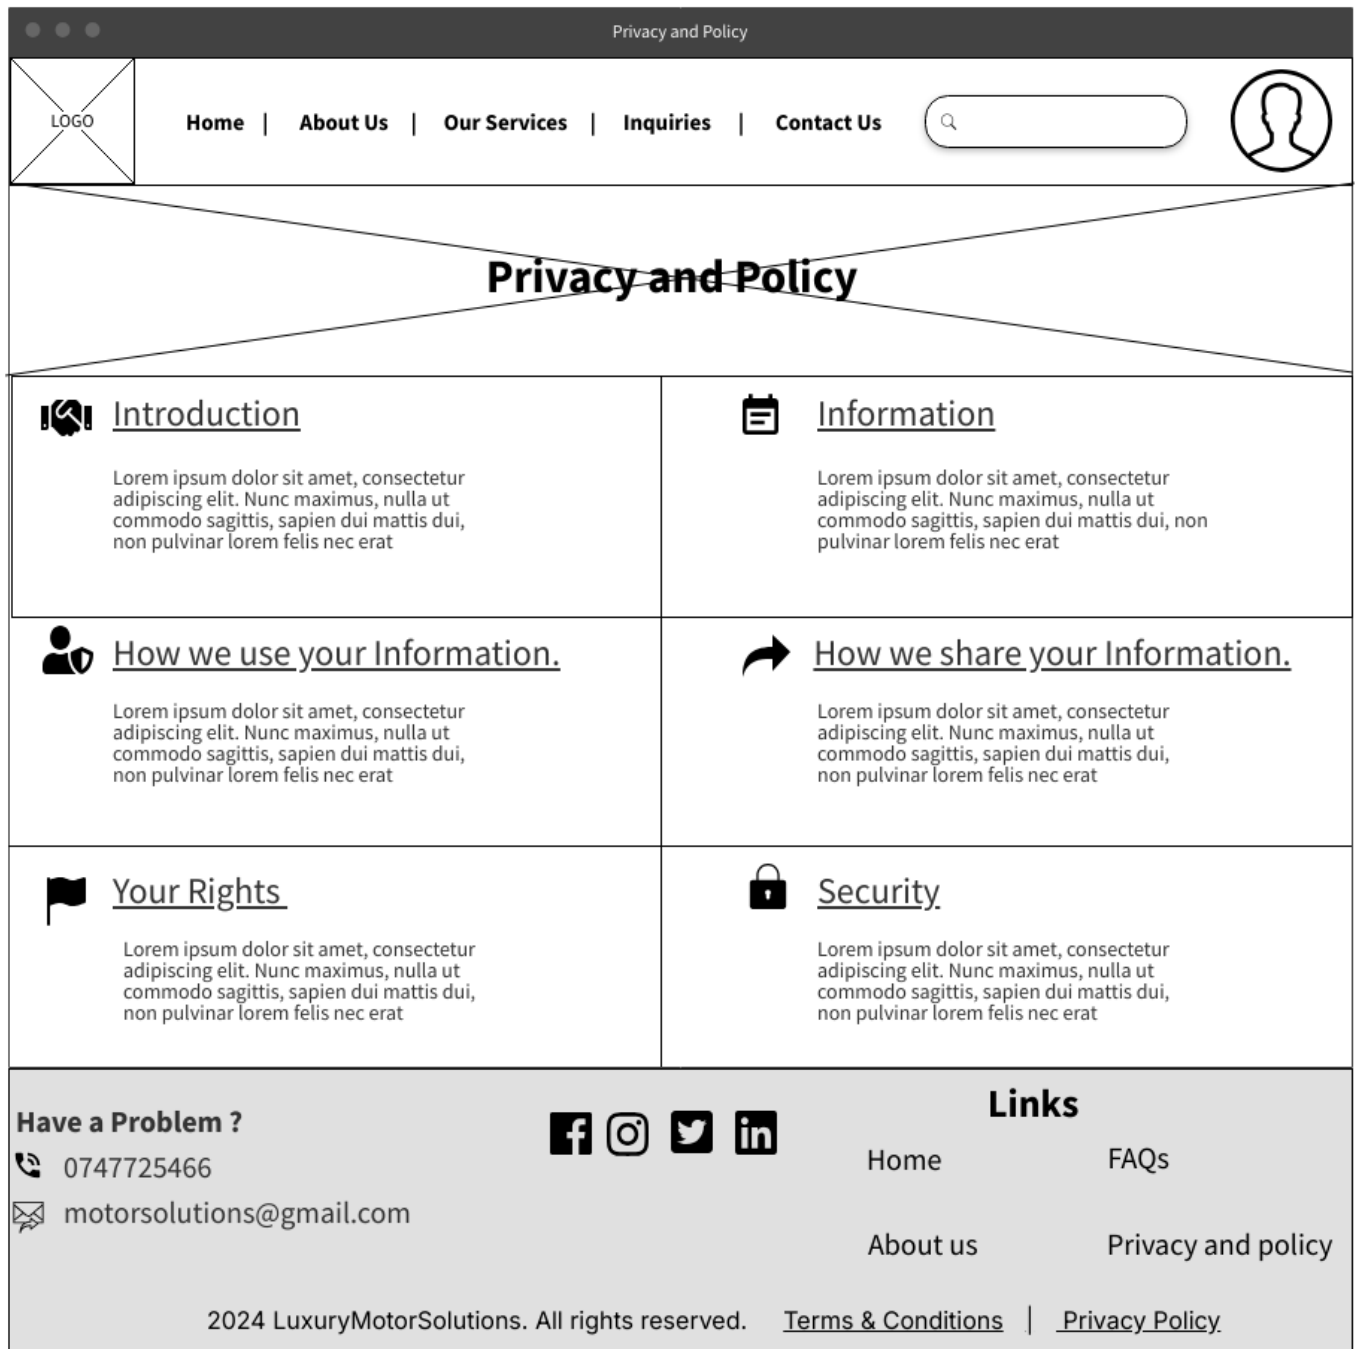 Privacy and Policy
LOGO
Home | About Us | Our Services | Inquiries | Contact Us
Privacy and Policy
Introduction
Lorem ipsum dolor sit amet, consectetur
adipiscing elit. Nunc maximus, nulla ut
commodo sagittis, sapien dui mattis dui,
non pulvinar lorem felis nec erat
Information
Lorem ipsum dolor sit amet, consectetur
adipiscing elit. Nunc maximus, nulla ut
commodo sagittis, sapien dui mattis dui, non
pulvinar lorem felis nec erat
How we use your Information.
Lorem ipsum dolor sit amet, consectetur
adipiscing elit. Nunc maximus, nulla ut
commodo sagittis, sapien dui mattis dui,
non pulvinar lorem felis nec erat
How we share your Information.
Lorem ipsum dolor sit amet, consectetur
adipiscing elit. Nunc maximus, nulla ut
commodo sagittis, sapien dui mattis dui,
non pulvinar lorem felis nec erat
Your Rights
Lorem ipsum dolor sit amet, consectetur
adipiscing elit. Nunc maximus, nulla ut
commodo sagittis, sapien dui mattis dui,
non pulvinar lorem felis nec erat
Security
Lorem ipsum dolor sit amet, consectetur
adipiscing elit. Nunc maximus, nulla ut
commodo sagittis, sapien dui mattis dui,
non pulvinar lorem felis nec erat
Have a Problem ?
0747725466
motorsolutions@gmail.com
Links
Home
FAQs
About us
Privacy and policy
2024 LuxuryMotorSolutions. All rights reserved. Terms & Conditions | Privacy Policy